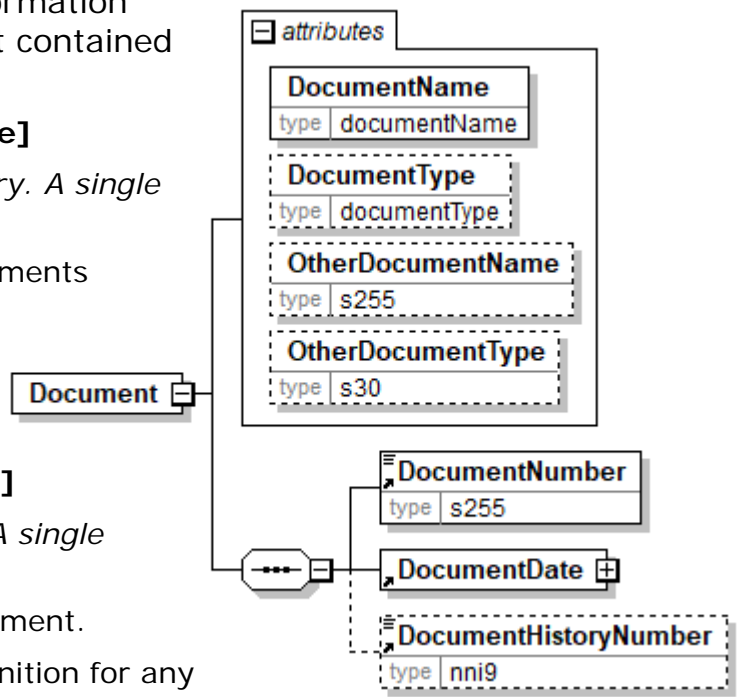 ormation
t contained
e]
ry. A single
ments
]
A single
ment.
nition for any
attributes
DocumentName
type documentName
DocumentType
type documentType
OtherDocumentName
type s255
OtherDocumentType
type s30
Document
DocumentNumber
type s255
DocumentDate
DocumentHistoryNumber
type nni9